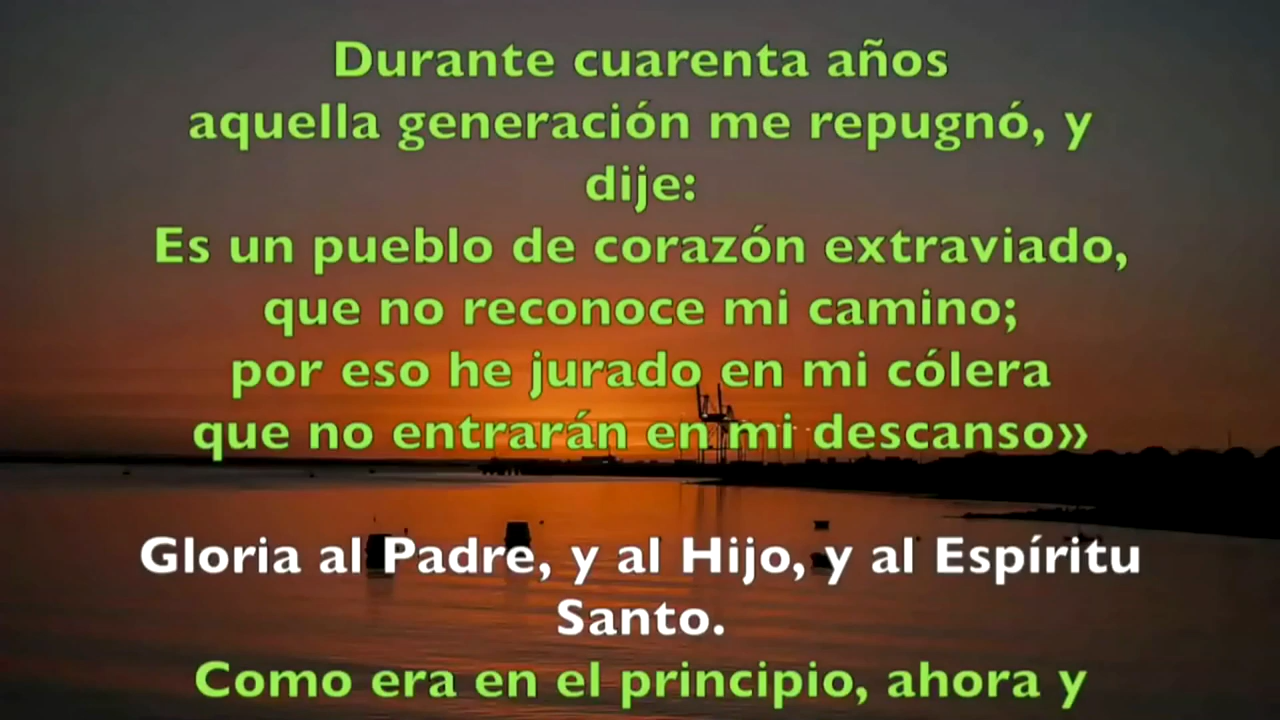 Durante cuarenta años
aquella generación me repugnó, y
dije:
Es un pueblo de corazón extraviado,
que no reconoce mi camino;
por eso he jurado en mi cólera
que no entrarán en mi descanso»
Gloria al Padre, y al Hijo, y al Espíritu
Santo.
Como era en el principio, ahora y